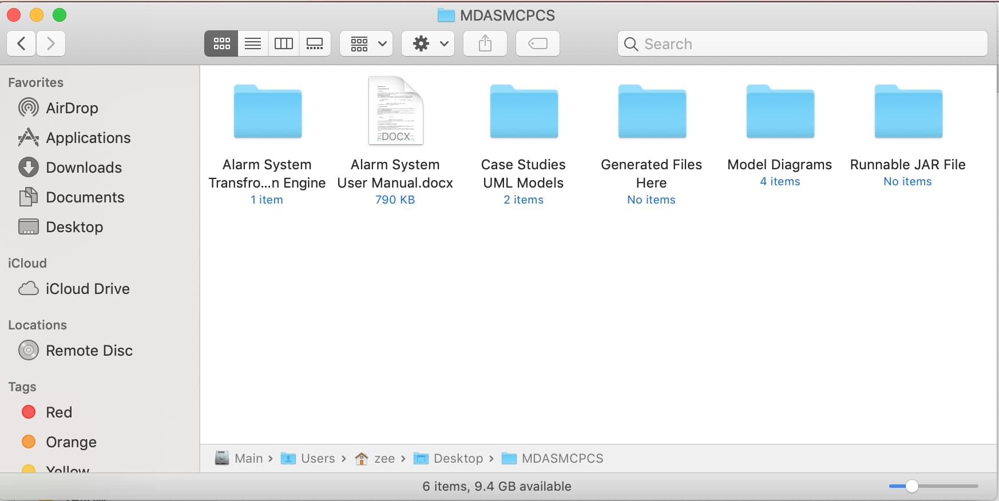 MDASMCPCS
Search
Favorites
AirDrop
Applications
Downloads
Documents
Desktop
iCloud
iCloud Drive
Locations
Remote Disc
Tags
Red
Orange
Yellow
Alarm System
Transfro...n Engine
1 item
DOCX
Alarm System
User Manual.docx
790 KB
Case Studies
UML Models
2 items
Generated Files
Here
No items
Model Diagrams
4 items
Runnable JAR File
No items
Main › Users › zee › Desktop › MDASMCPCS
6 items, 9.4 GB available